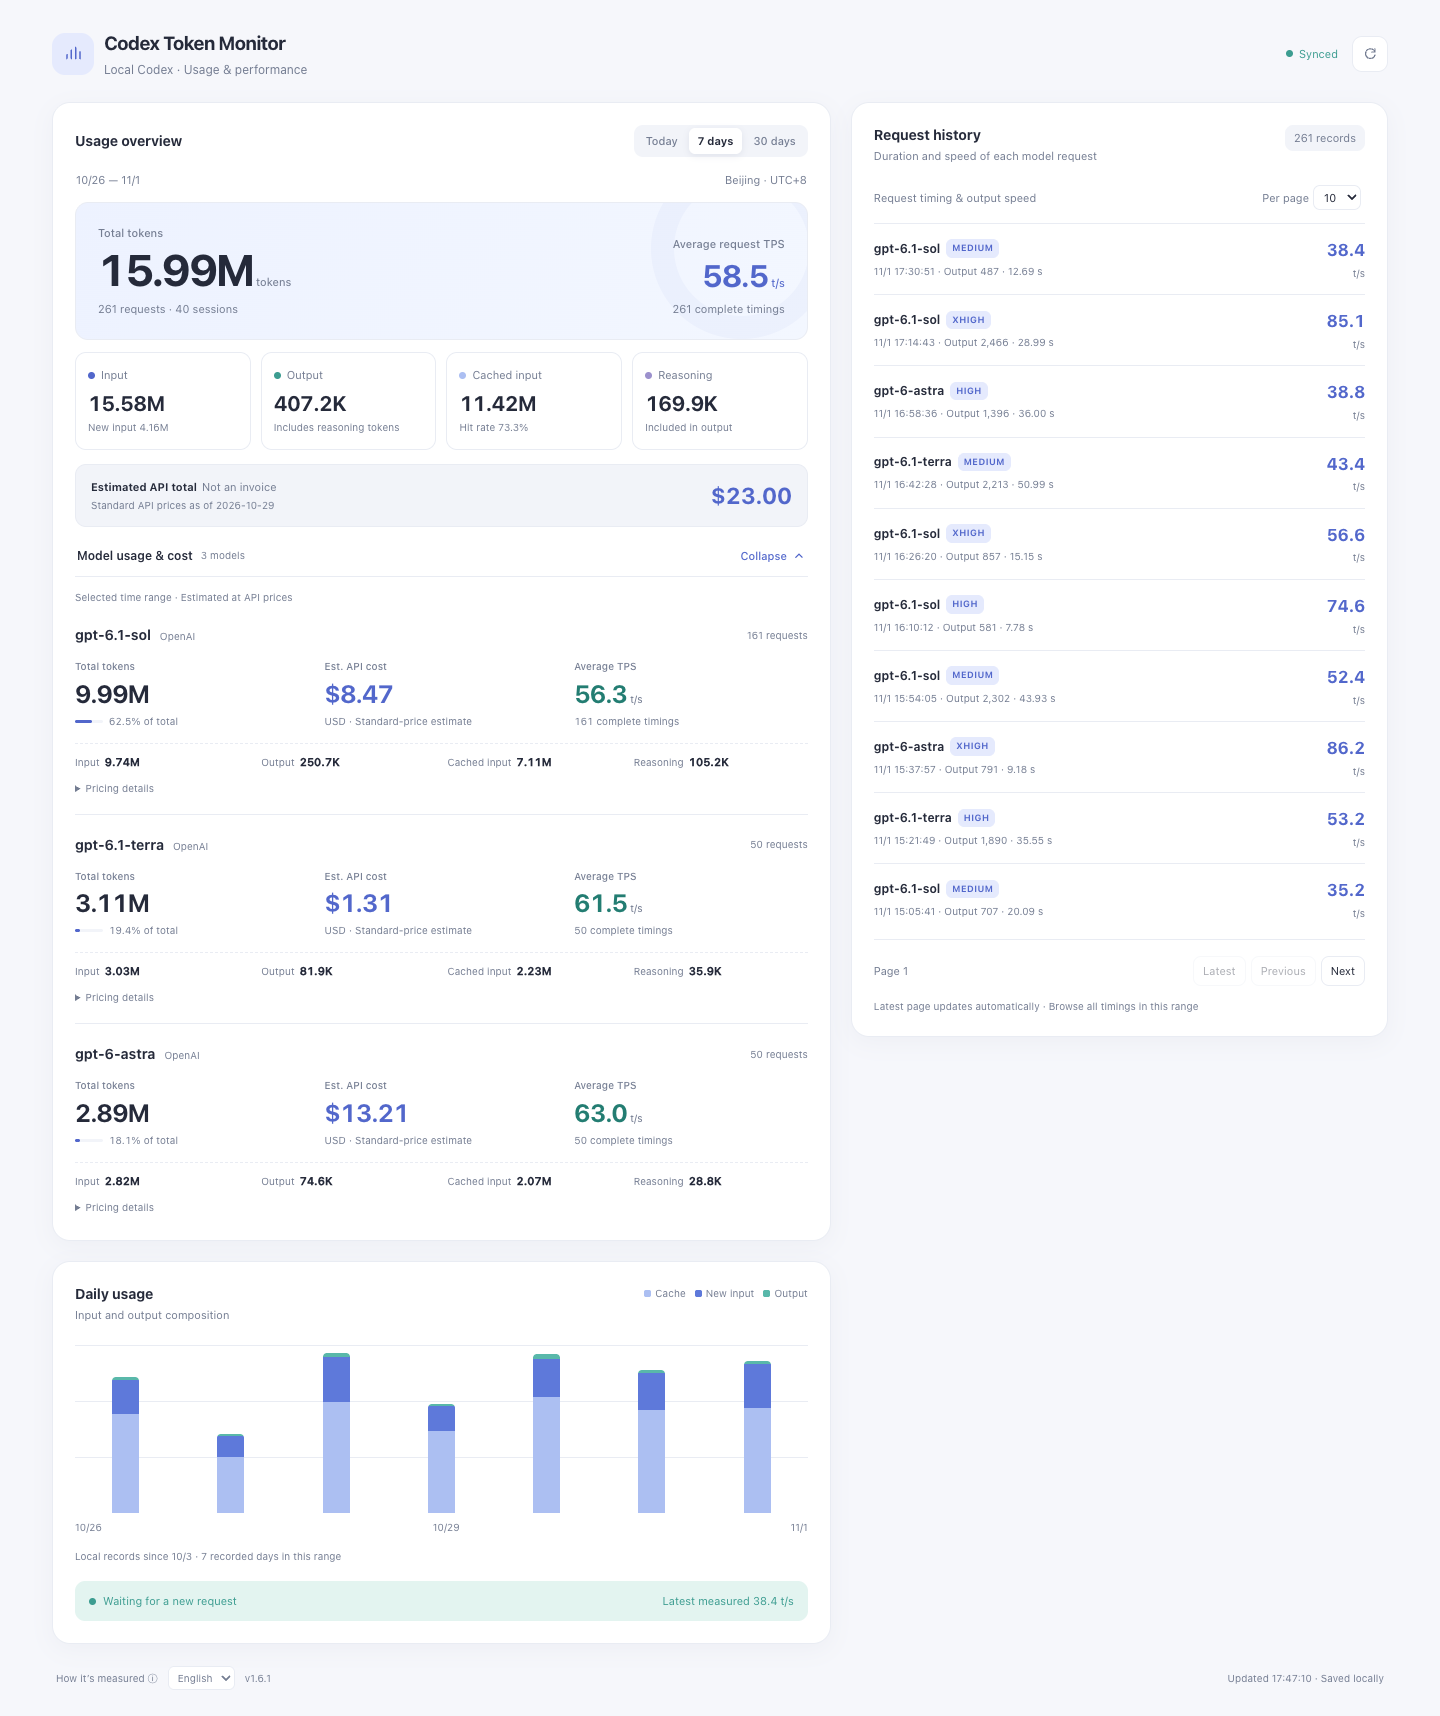 Codex Token Monitor
Local Codex · Usage & performance
Synced
Usage overview
Today 7 days 30 days
10/26 — 11/1
Beijing · UTC+8
Total tokens
15.99M tokens
261 requests · 40 sessions
Average request TPS
58.5 t/s
261 complete timings
Input
15.58M
New input 4.16M
Output
407.2K
Includes reasoning tokens
Cached input
11.42M
Hit rate 73.3%
Reasoning
169.9K
Included in output
Estimated API total Not an invoice
Standard API prices as of 2026-10-29
$23.00
Model usage & cost 3 models
Collapse
Selected time range · Estimated at API prices
gpt-6.1-sol OpenAI
161 requests
Total tokens
9.99M
62.5% of total
Est. API cost
$8.47
USD · Standard-price estimate
Average TPS
56.3 t/s
161 complete timings
Input 9.74M
Output 250.7K
Cached input 7.11M
Reasoning 105.2K
Pricing details
gpt-6.1-terra OpenAI
50 requests
Total tokens
3.11M
19.4% of total
Est. API cost
$1.31
USD · Standard-price estimate
Average TPS
61.5 t/s
50 complete timings
Input 3.03M
Output 81.9K
Cached input 2.23M
Reasoning 35.9K
Pricing details
gpt-6-astra OpenAI
50 requests
Total tokens
2.89M
18.1% of total
Est. API cost
$13.21
USD · Standard-price estimate
Average TPS
63.0 t/s
50 complete timings
Input 2.82M
Output 74.6K
Cached input 2.07M
Reasoning 28.8K
Pricing details
Daily usage
Input and output composition
Cache New input Output
10/26
10/29
11/1
Local records since 10/3 · 7 recorded days in this range
Waiting for a new request
Latest measured 38.4 t/s
Request history
Duration and speed of each model request
261 records
Request timing & output speed
Per page 10
gpt-6.1-sol MEDIUM
11/1 17:30:51 · Output 487 · 12.69 s
38.4
t/s
gpt-6.1-sol XHIGH
11/1 17:14:43 · Output 2,466 · 28.99 s
85.1
t/s
gpt-6-astra HIGH
11/1 16:58:36 · Output 1,396 · 36.00 s
38.8
t/s
gpt-6.1-terra MEDIUM
11/1 16:42:28 · Output 2,213 · 50.99 s
43.4
t/s
gpt-6.1-sol XHIGH
11/1 16:26:20 · Output 857 · 15.15 s
56.6
t/s
gpt-6.1-sol HIGH
11/1 16:10:12 · Output 581 · 7.78 s
74.6
t/s
gpt-6.1-sol MEDIUM
11/1 15:54:05 · Output 2,302 · 43.93 s
52.4
t/s
gpt-6-astra XHIGH
11/1 15:37:57 · Output 791 · 9.18 s
86.2
t/s
gpt-6.1-terra HIGH
11/1 15:21:49 · Output 1,890 · 35.55 s
53.2
t/s
gpt-6.1-sol MEDIUM
11/1 15:05:41 · Output 707 · 20.09 s
35.2
t/s
Page 1
Latest Previous Next
Latest page updates automatically · Browse all timings in this range
How it's measured ⓘ
English
v1.6.1
Updated 17:47:10 · Saved locally